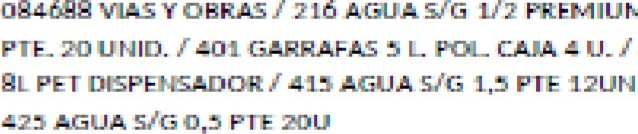 084688 VIAS Y OBRAS / 216 AGUA S/G 1/2 PREMIUM
PTE. 20 UNID. / 401 GARRAFAS 5 L. POL. CAJA 4 U. /
8L PET DISPENSADOR / 415 AGUA S/G 1,5 PTE 12UN
425 AGUA S/G 0,5 PTE 20U